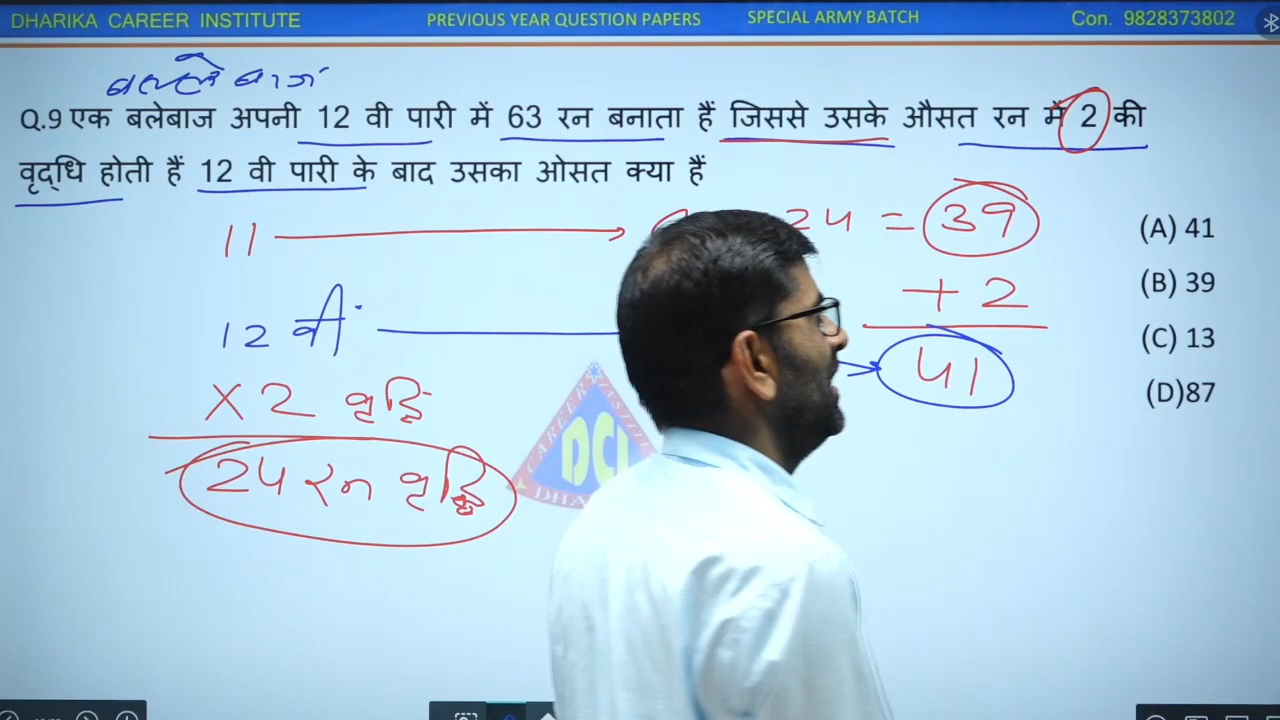 DHARIKA CAREER INSTITUTE PREVIOUS YEAR QUESTION PAPERS SPECIAL ARMY BATCH Con. 9828373802
Q.9 एक बलेबाज अपनी 12 वी पारी में 63 रन बनाता हैं जिससे उसके औसत रन में 2 की
वृद्धि होती हैं 12 वी पारी के बाद उसका ओसत क्या हैं
11 24 = 39
+ 2
12 वीं 41
× 2 वृद्धि
24 रन वृद्धि
(A) 41
(B) 39
(C) 13
(D)87
DCI